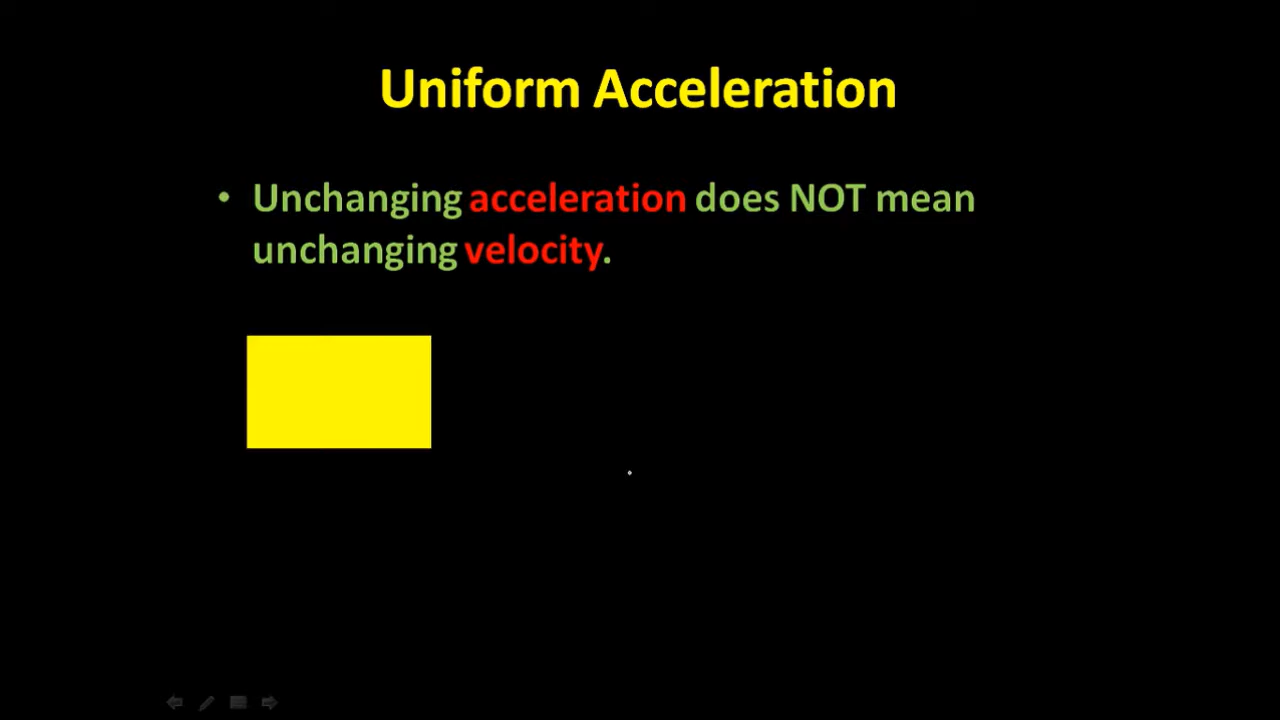 Uniform Acceleration
• Unchanging acceleration does NOT mean
unchanging velocity.